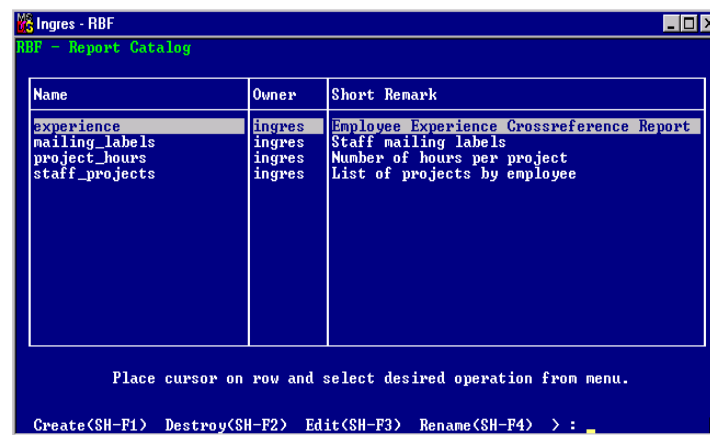 Ingres - RBF
RBF - Report Catalog
Name Owner Short Remark
experience ingres Employee Experience Crossreference Report
mailing_labels ingres Staff mailing labels
project_hours ingres Number of hours per project
staff_projects ingres List of projects by employee
Place cursor on row and select desired operation from menu.
Create(SH-F1) Destroy(SH-F2) Edit(SH-F3) Rename(SH-F4) > : _